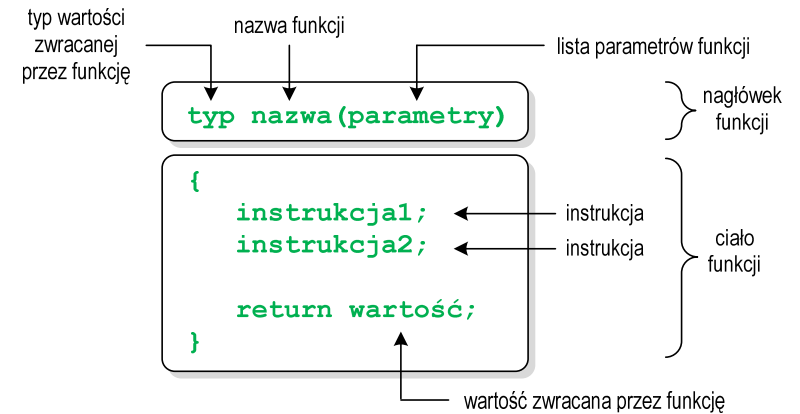 typ wartości
zwracanej
przez funkcję
nazwa funkcji
lista parametrów funkcji
typ nazwa(parametry)
nagłówek
funkcji
{
instrukcja1;
instrukcja
instrukcja2;
instrukcja
ciało
funkcji
return wartość;
}
wartość zwracana przez funkcję